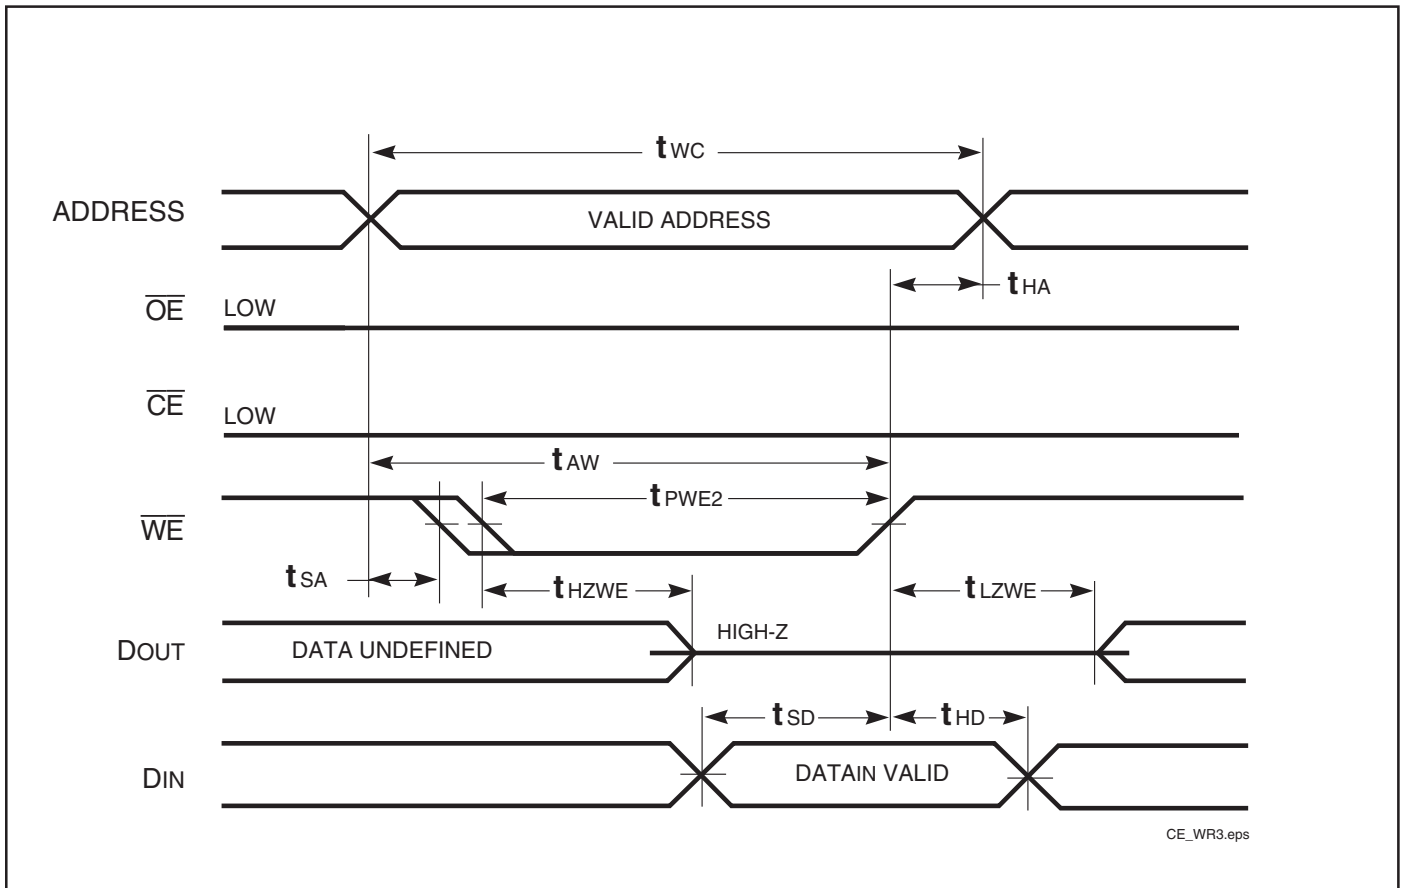 tWC
ADDRESS
VALID ADDRESS
tHA
OE
LOW
CE
LOW
tAW
tPWE2
WE
tSA
tHZWE
tLZWE
HIGH-Z
DOUT
DATA UNDEFINED
tSD
tHD
DIN
DATAIN VALID
CE_WR3.eps